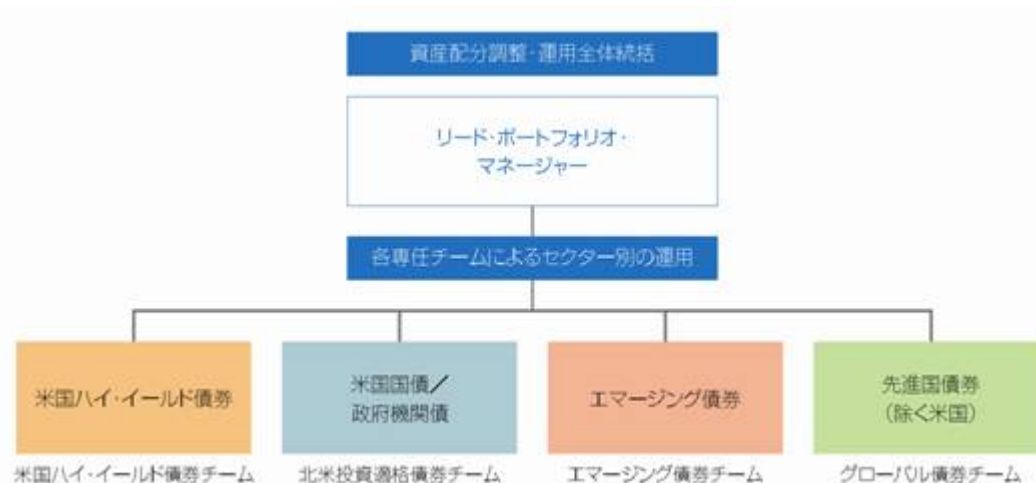 資産配分調整・運用全体統括
リード・ポートフォリオ・
マネージャー
各専任チームによるセクター別の運用
米国ハイ・イールド債券
米国国債／
政府機関債
エマージング債券
先進国債券
（除く米国）
米国ハイ・イールド債券チーム
北米投資適格債券チーム
エマージング債券チーム
グローバル債券チーム